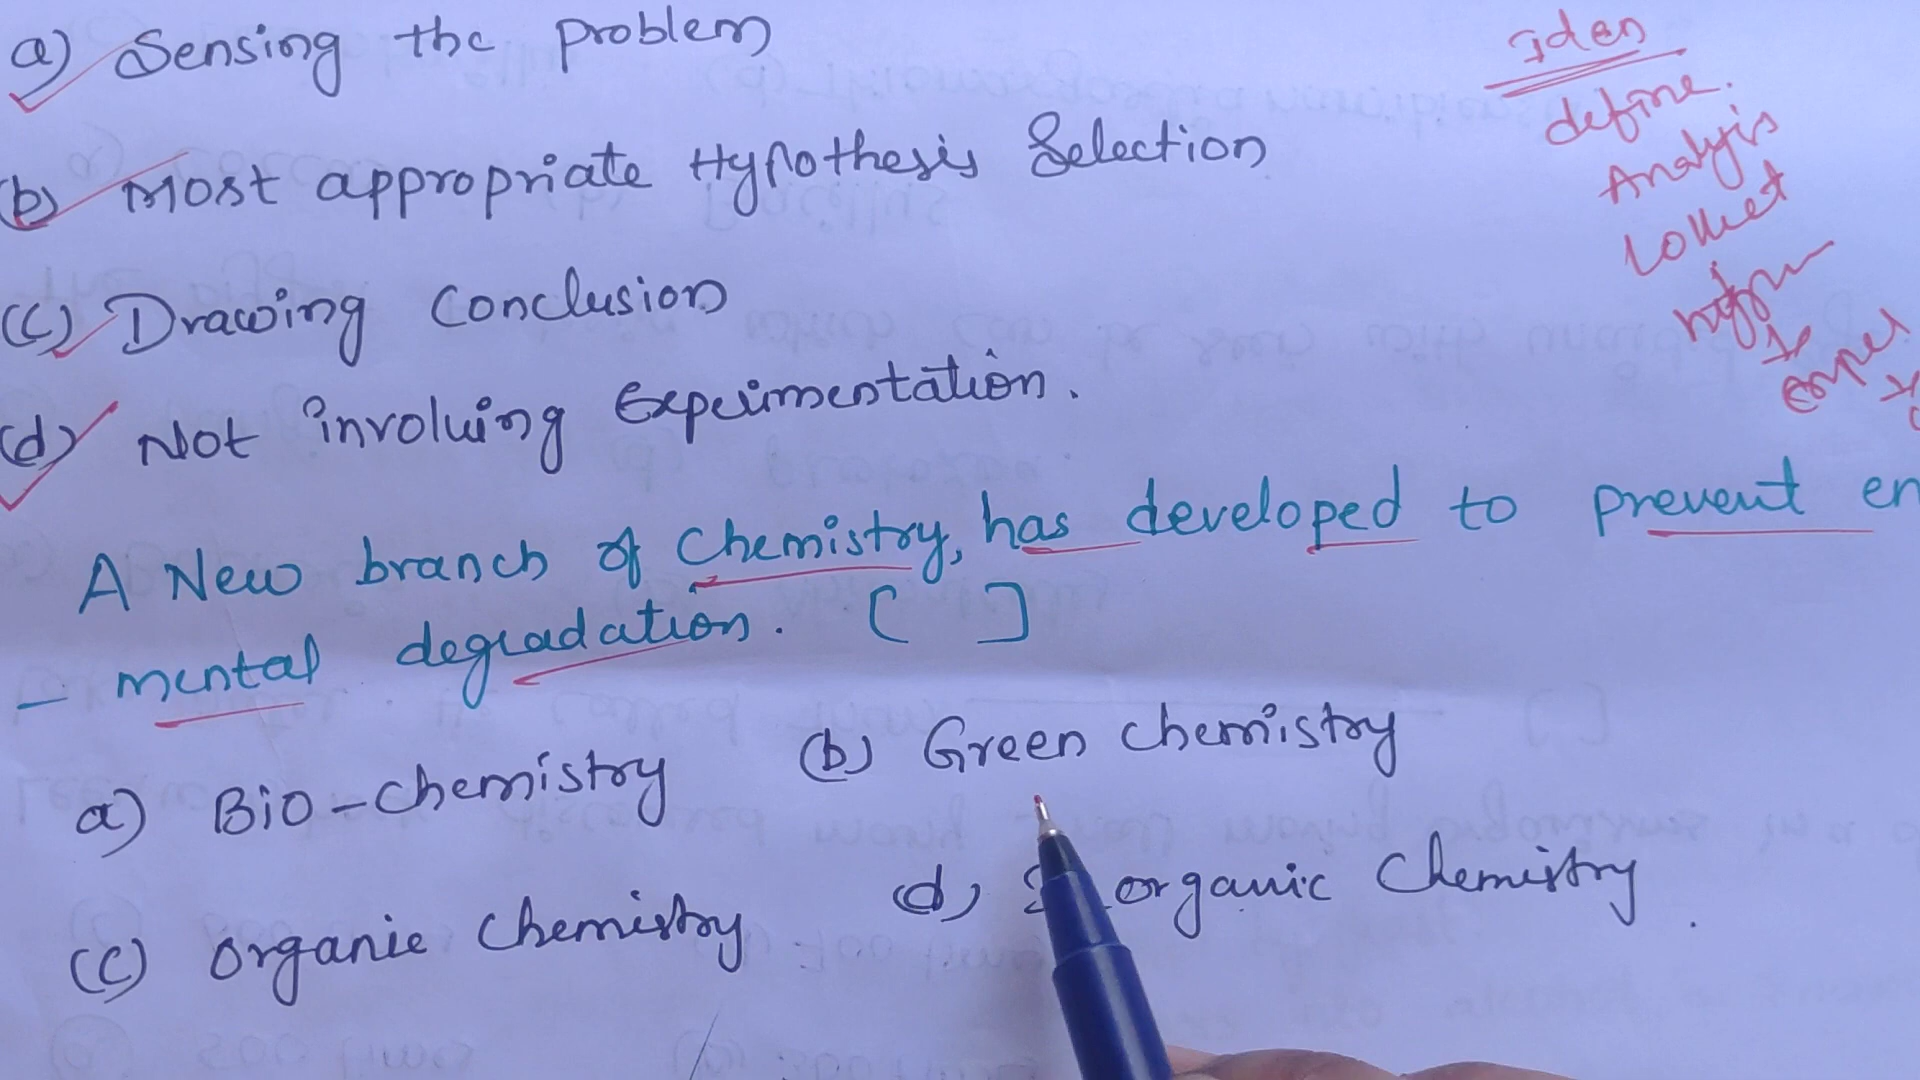 a) Sensing the problem
(b) Most appropriate Hypothesis Selection
(c) Drawing Conclusion
(d) Not involving Experimentation.
A New branch of Chemistry, has developed to prevent en
- mental degradation. [ ]
a) Bio-chemistry (b) Green chemistry
(c) Organic Chemistry (d) organic Chemistry.
Iden
define.
Analyis
Collect